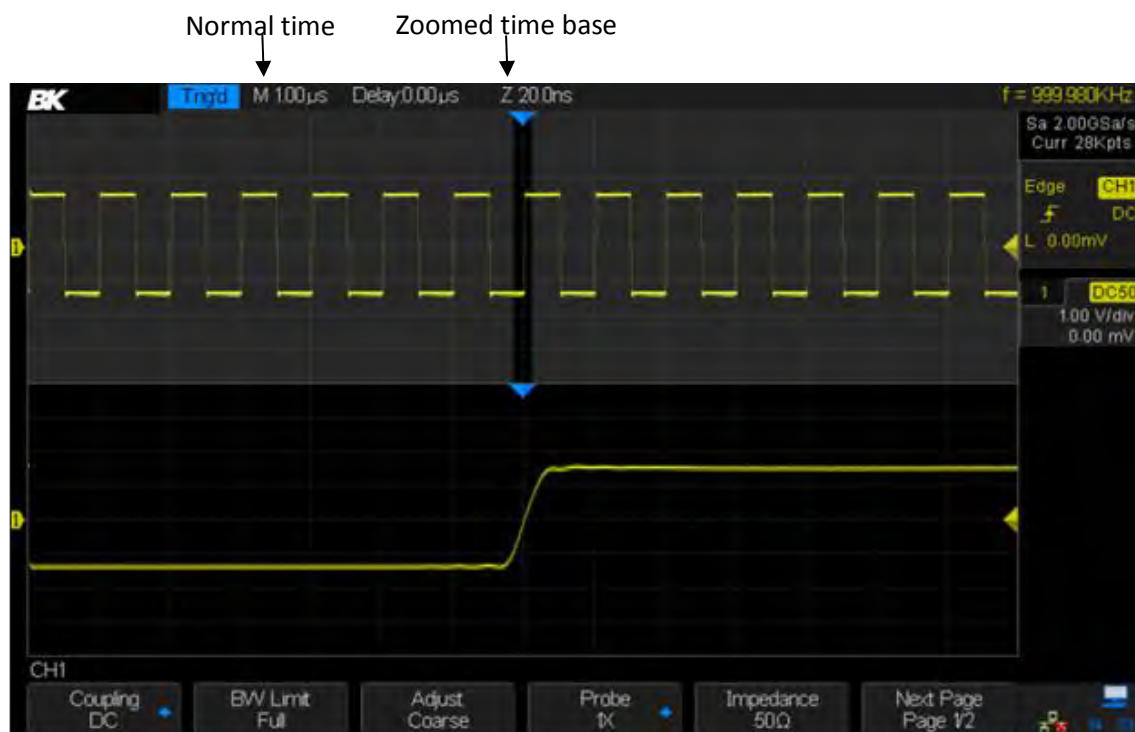 Normal time Zoomed time base
BK Trig'd M 1.00μs Delay:0.00μs Z 20.0ns f = 999.980KHz
Sa 2.00GSa/s
Curr 28Kpts
Edge CH1
DC
L 0.00mV
1
1 DC50
1.00 V/div
0.00 mV
1
CH1
Coupling BW Limit Adjust Probe Impedance Next Page
DC Full Coarse 1X 50Ω Page 1/2